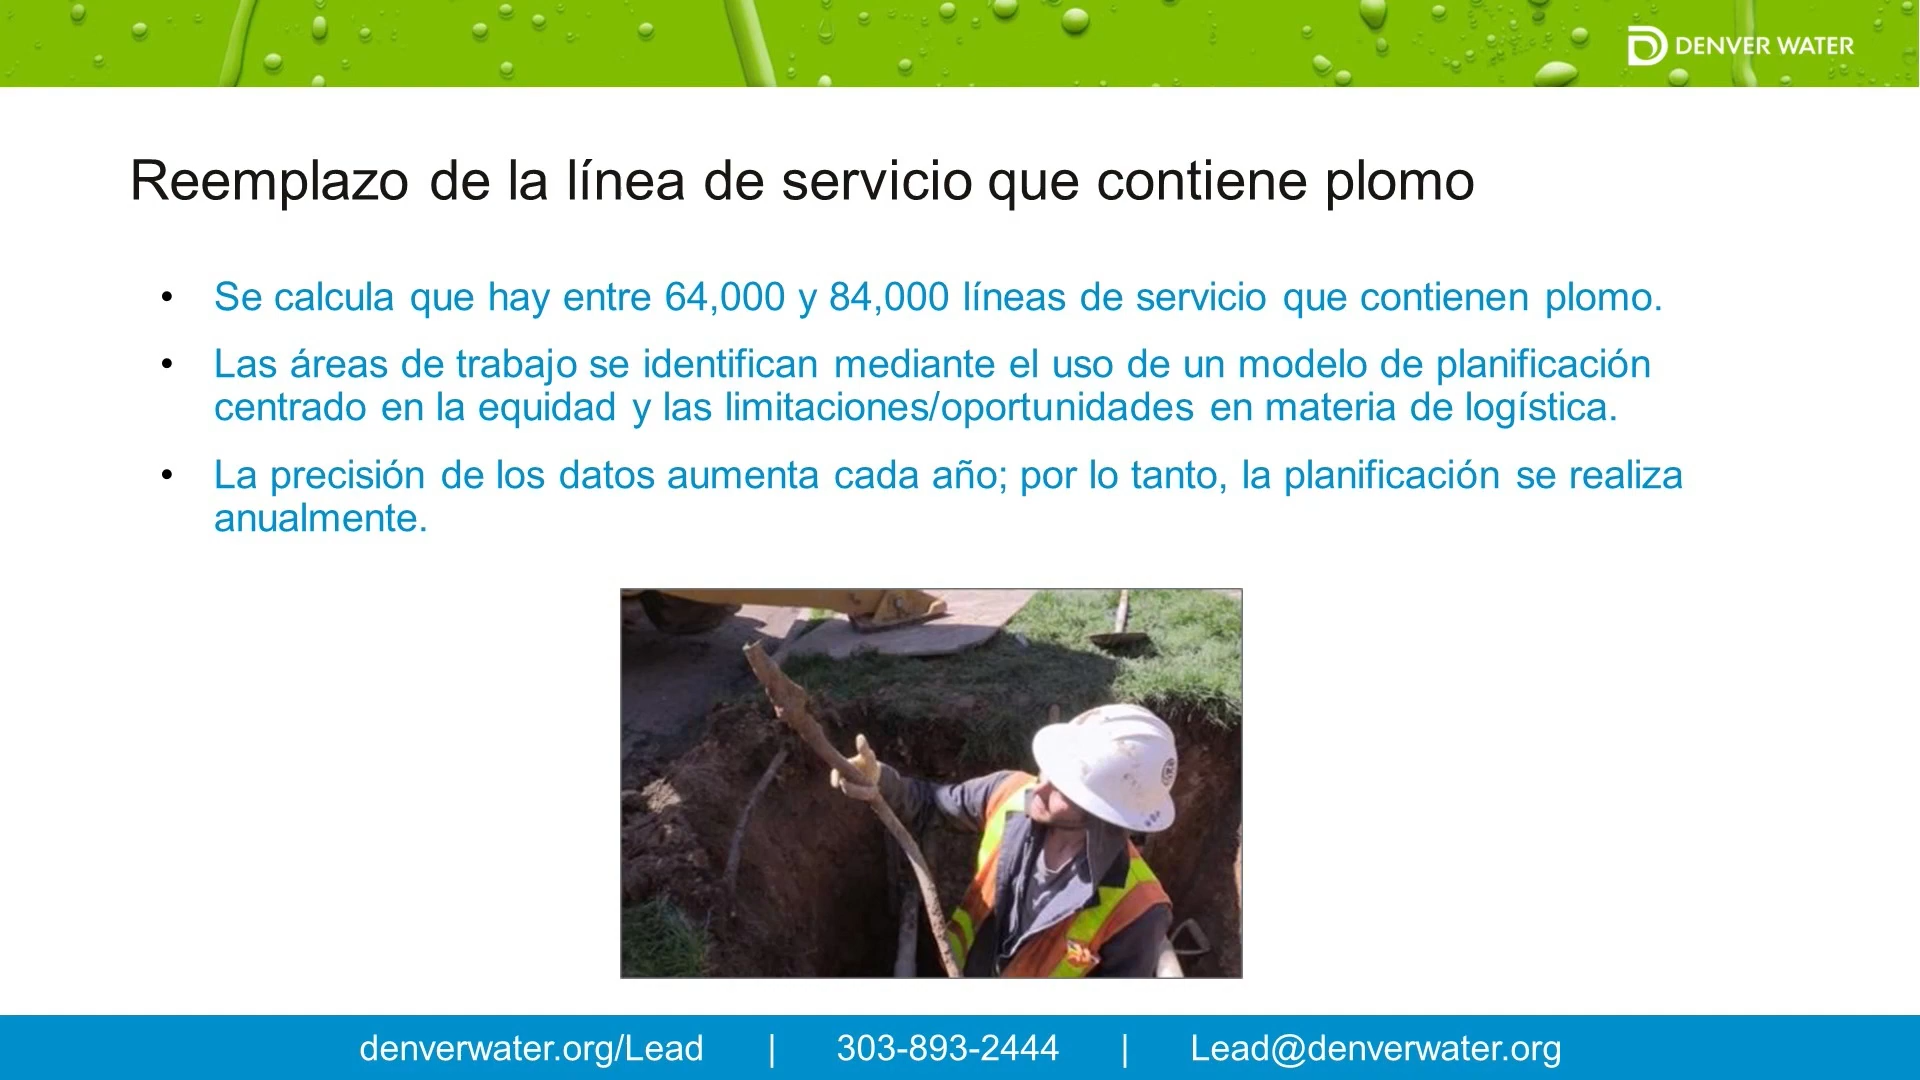 DENVER WATER
Reemplazo de la línea de servicio que contiene plomo
• Se calcula que hay entre 64,000 y 84,000 líneas de servicio que contienen plomo.
• Las áreas de trabajo se identifican mediante el uso de un modelo de planificación
centrado en la equidad y las limitaciones/oportunidades en materia de logística.
• La precisión de los datos aumenta cada año; por lo tanto, la planificación se realiza
anualmente.
denverwater.org/Lead | 303-893-2444 | Lead@denverwater.org